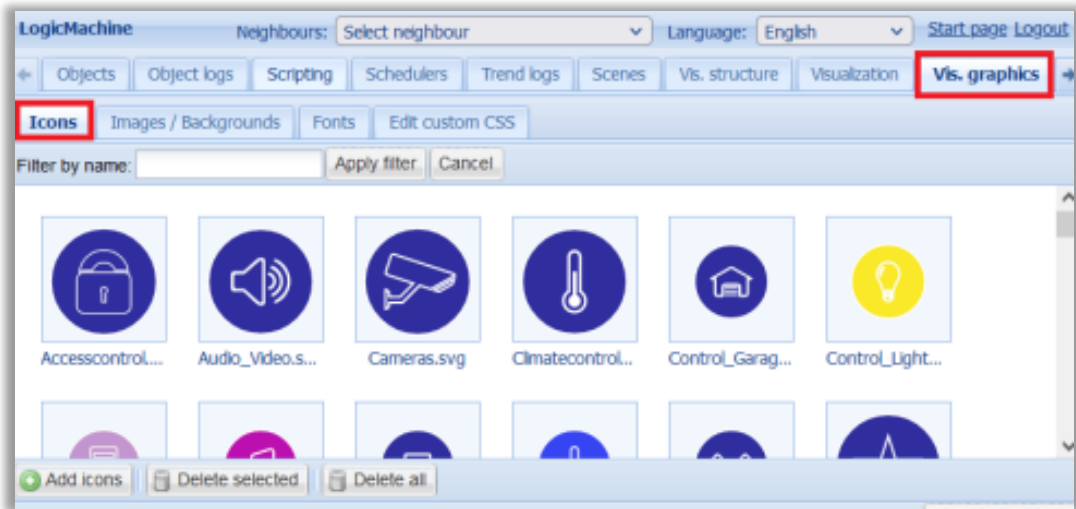 LogicMachine Neighbours: Select neighbour Language: English Start page Logout
Objects Object logs Scripting Schedulers Trend logs Scenes Vis. structure Visualization Vis. graphics
Icons Images / Backgrounds Fonts Edit custom CSS
Filter by name: Apply filter Cancel
Accesscontrol.... Audio_Video.s... Cameras.svg Climatecontrol... Control_Garag... Control_Light...
Add icons Delete selected Delete all